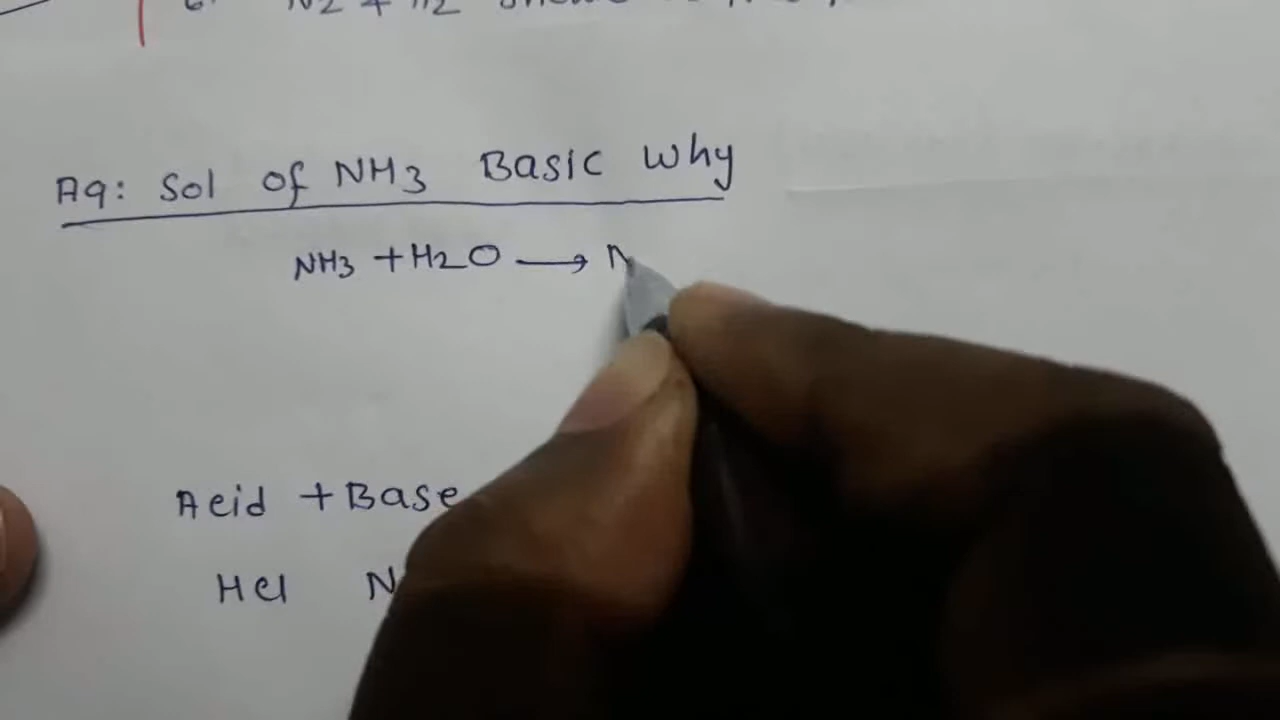 Aq: Sol of NH3 Basic Why
NH3 + H2O → N
Acid + Base
HCl N